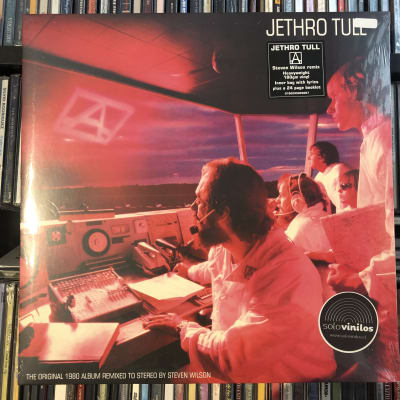 JETHRO TULL
JETHRO TULL
A
Steven Wilson remix
Heavyweight
180gm vinyl
Inner bag with lyrics
plus a 24 page booklet
A
solovinilos
THE ORIGINAL 1980 ALBUM REMIXED TO STEREO BY STEVEN WILSON